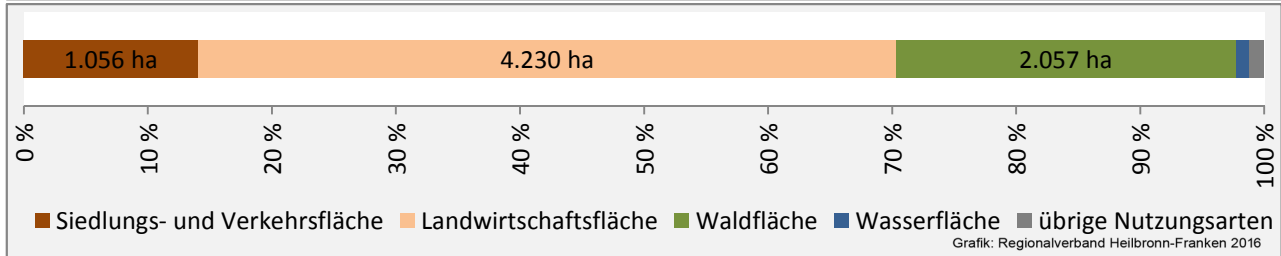 1.056 ha 4.230 ha 2.057 ha
0 % 10 % 20 % 30 % 40 % 50 % 60 % 70 % 80 % 90 % 100 %
Siedlungs- und Verkehrsfläche Landwirtschaftsfläche Waldfläche Wasserfläche übrige Nutzungsarten
Grafik: Regionalverband Heilbronn-Franken 2016